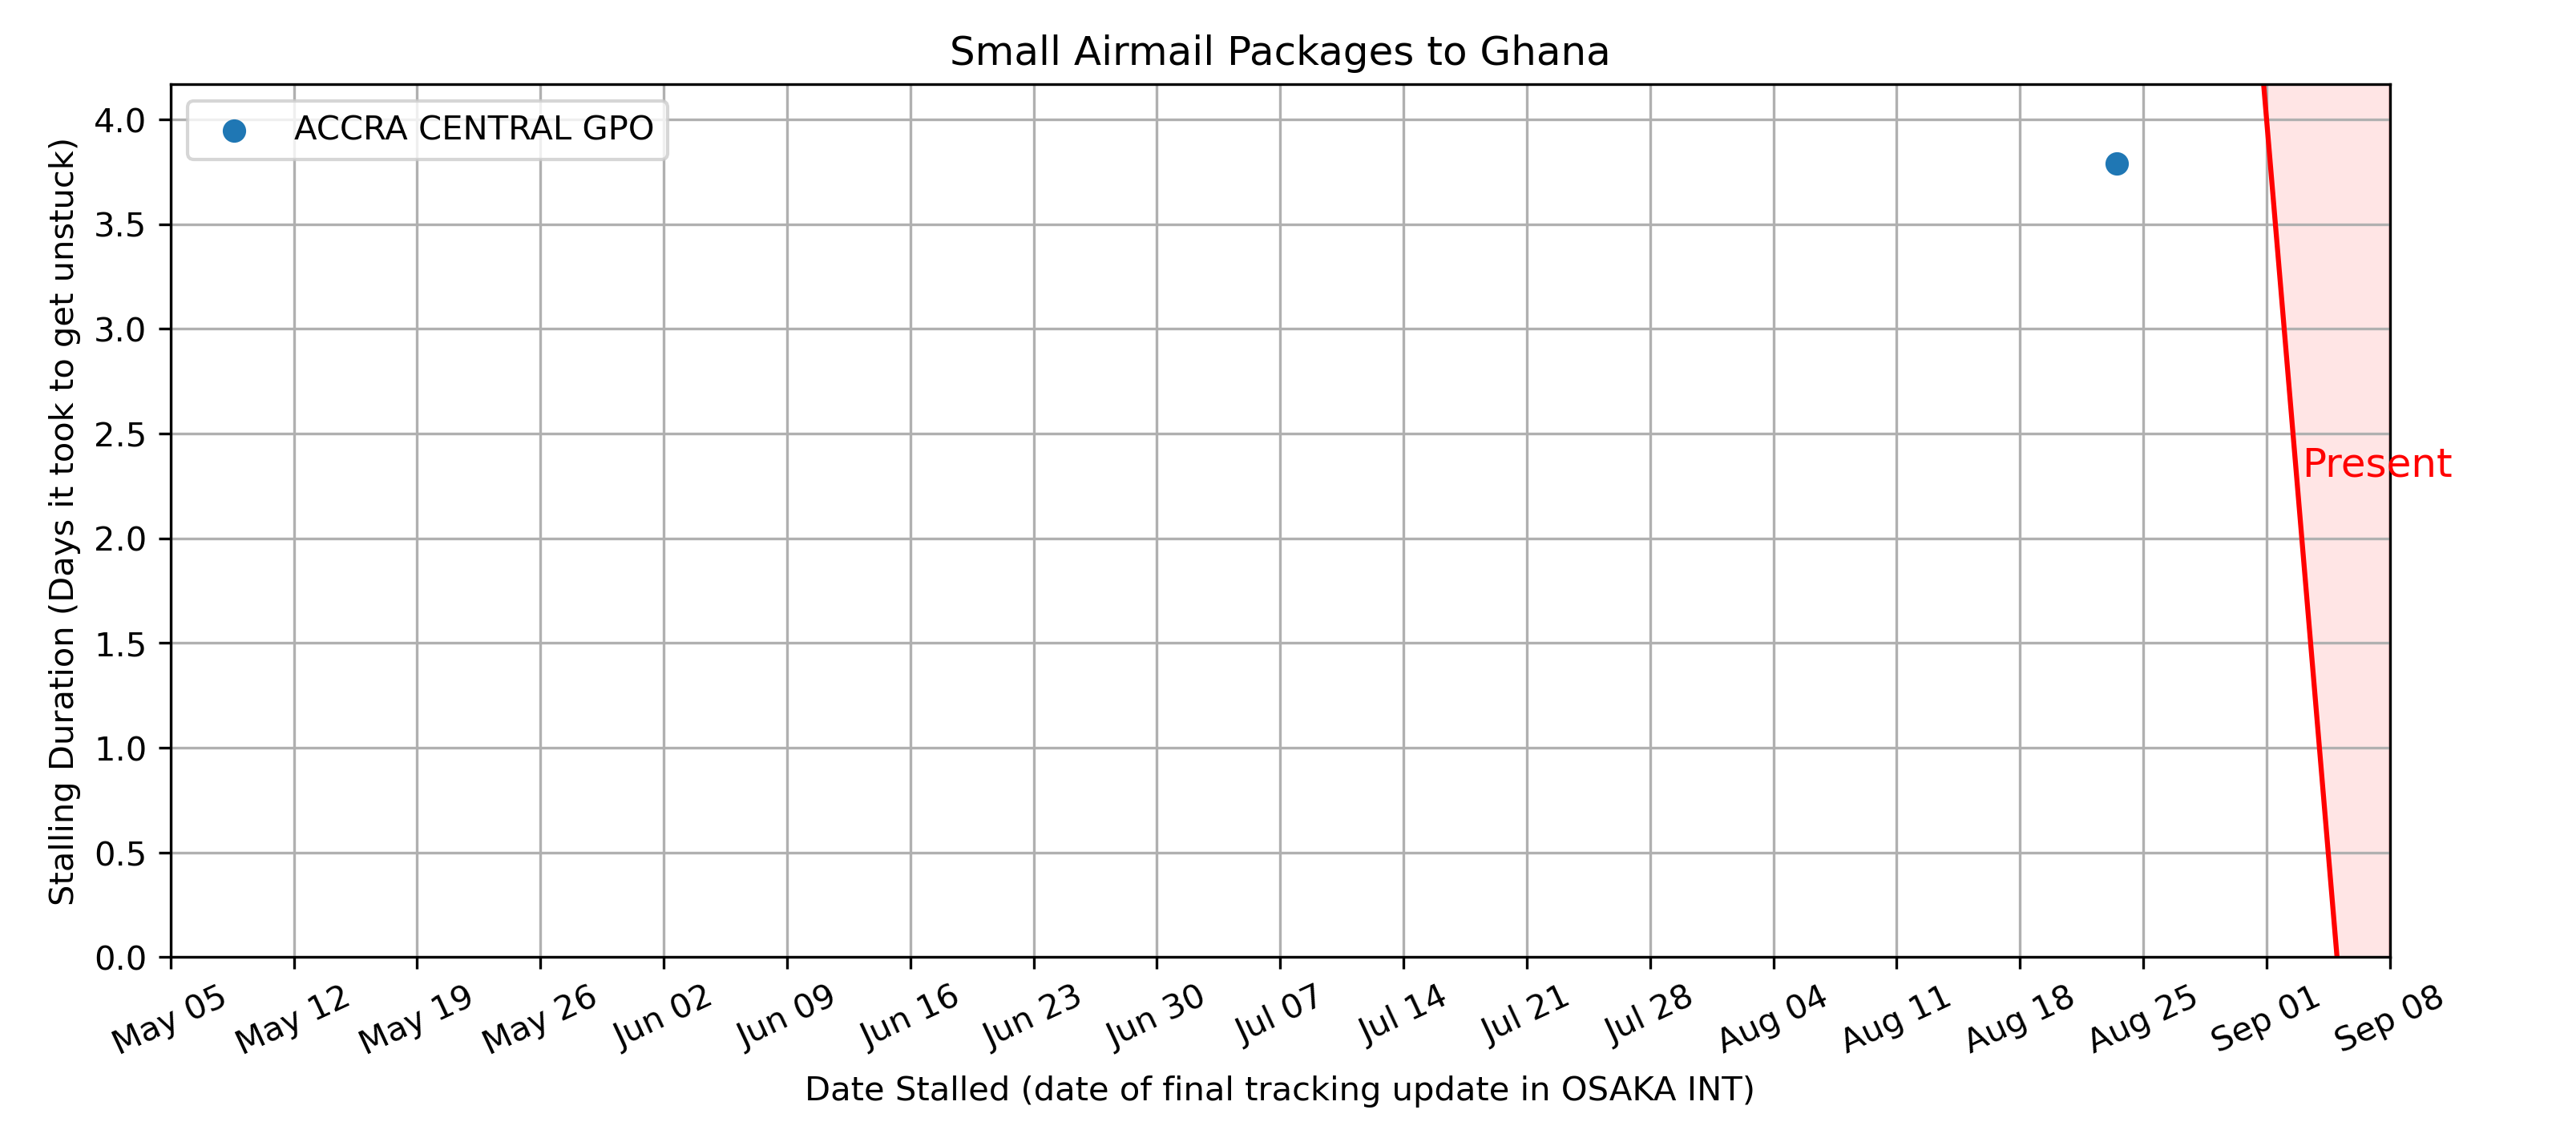 Small Airmail Packages to Ghana
ACCRA CENTRAL GPO
Stalling Duration (Days it took to get unstuck)
4.0
3.5
3.0
2.5
2.0
1.5
1.0
0.5
0.0
Present
May 05 May 12 May 19 May 26 Jun 02 Jun 09 Jun 16 Jun 23 Jun 30 Jul 07 Jul 14 Jul 21 Jul 28 Aug 04 Aug 11 Aug 18 Aug 25 Sep 01 Sep 08
Date Stalled (date of final tracking update in OSAKA INT)